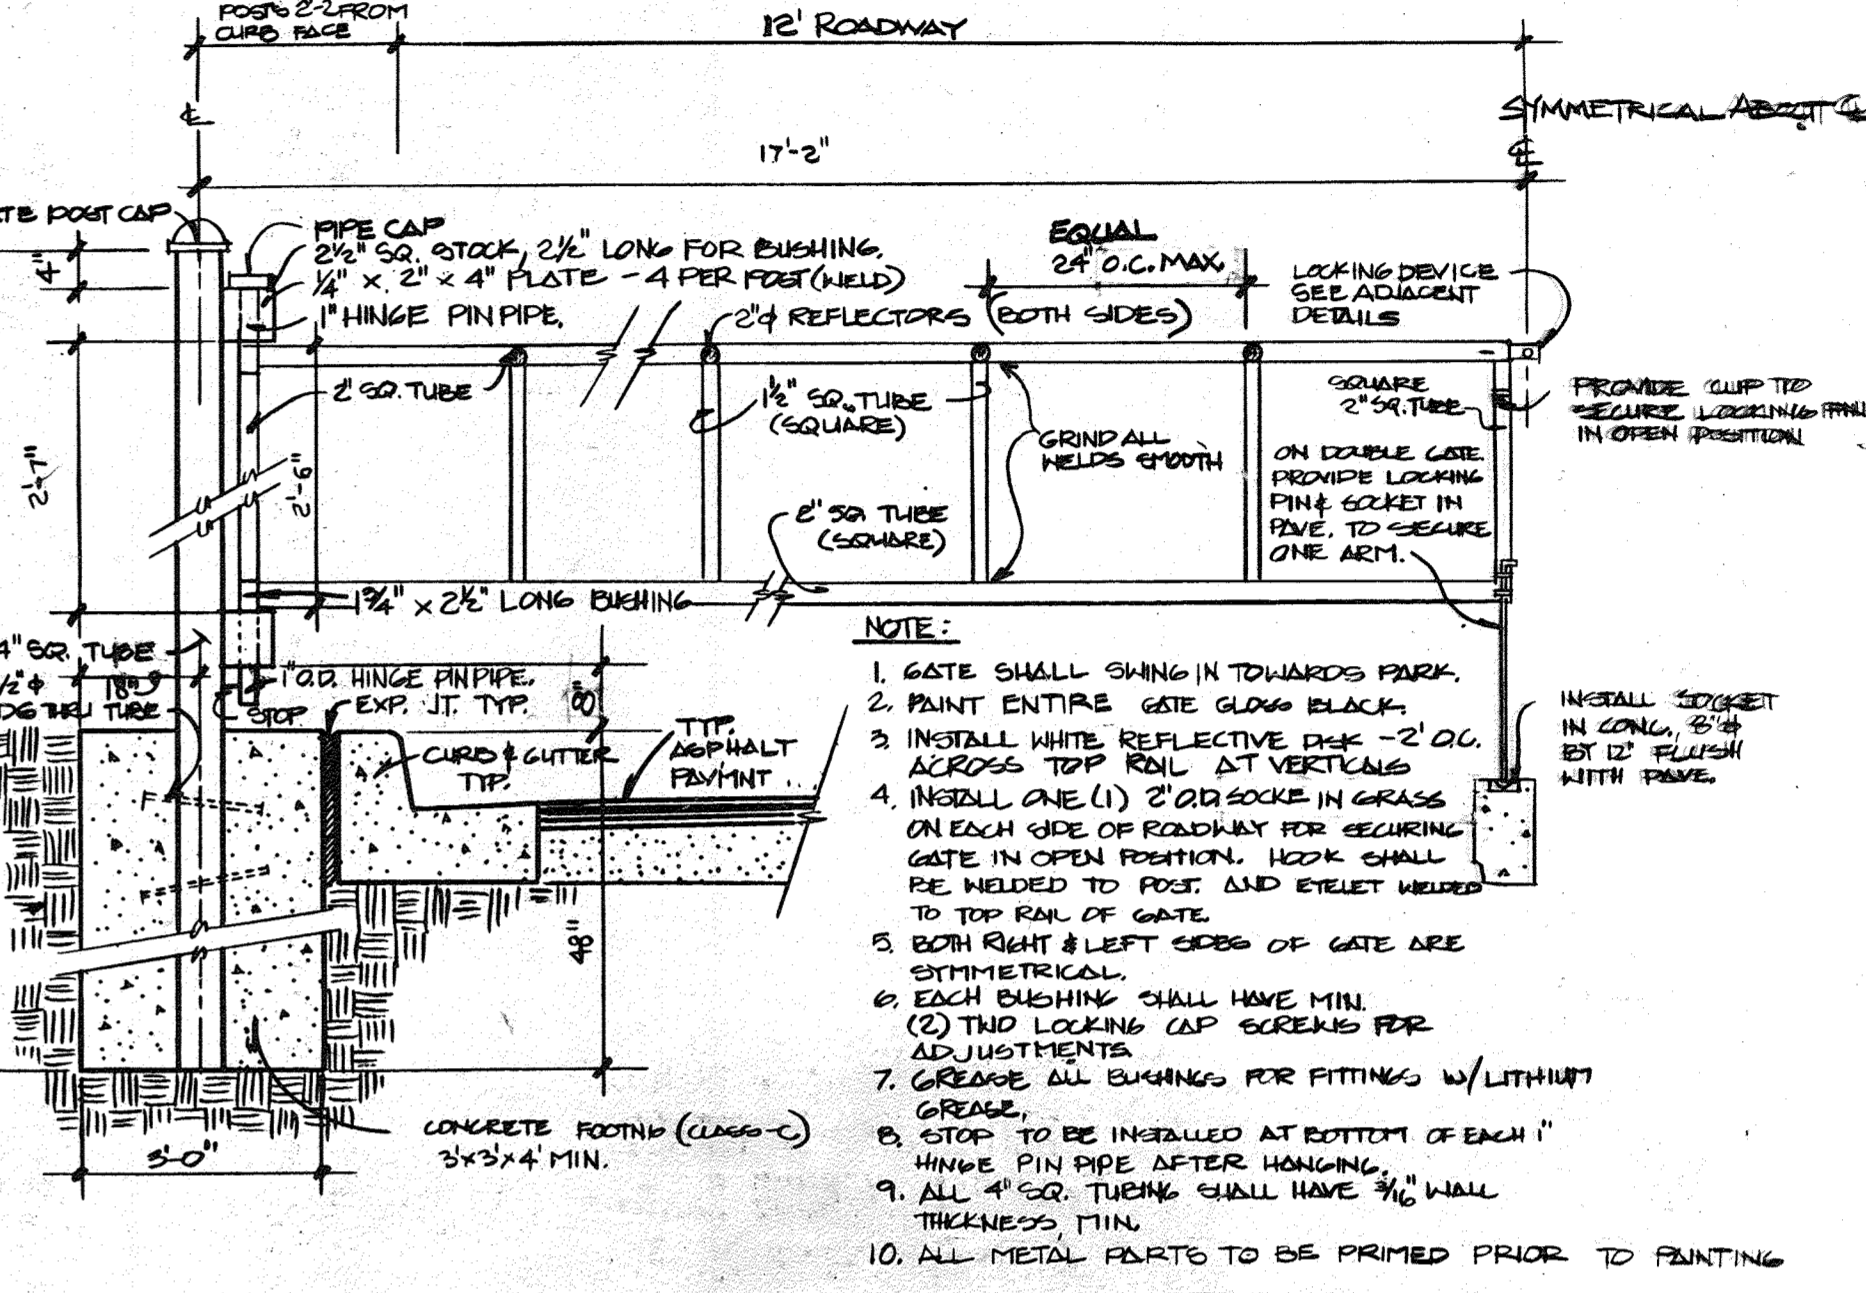 POSTS 2'-2 FROM
CURB FACE
12' ROADWAY
℄
SYMMETRICAL ABOUT ℄
℄
17'-2"
POST CAP
4"
PIPE CAP
2½" SQ. STOCK, 2½" LONG FOR BUSHING.
¼" x 2" x 4" PLATE - 4 PER POST (WELD)
1" HINGE PIN PIPE.
EQUAL
24" O.C. MAX.
2"φ REFLECTORS (BOTH SIDES)
LOCKING DEVICE
SEE ADJACENT
DETAILS
2" SQ. TUBE
1½" SQ. TUBE
(SQUARE)
GRIND ALL
WELDS SMOOTH
SQUARE
2" SQ. TUBE
PROVIDE CLIP TO
SECURE LOCKING
IN OPEN POSITION
2'-7"
2'-6"
2" SQ TUBE
(SQUARE)
ON DOUBLE GATE.
PROVIDE LOCKING
PIN & SOCKET IN
PAVE. TO SECURE
ONE ARM.
1¾" x 2½" LONG BUSHING
4" SQ. TUBE
18"
THRU TUBE
1" O.D. HINGE PIN PIPE.
STOP
EXP. JT. TYP.
8"
CURB & GUTTER
TYP.
TYP.
ASPHALT
PAV'MNT
48"
CONCRETE FOOTNG (CLASS-C)
3'x3'x4' MIN.
3'-0"
INSTALL SOCKET
IN CONC., 8"φ
BY 12" FLUSH
WITH PAVE.
NOTE:
1. GATE SHALL SWING IN TOWARDS PARK.
2. PAINT ENTIRE GATE GLOSS BLACK.
3. INSTALL WHITE REFLECTIVE DISK - 2' O.C.
ACROSS TOP RAIL AT VERTICALS
4. INSTALL ONE (1) 2" O.D. SOCKE IN GRASS
ON EACH SIDE OF ROADWAY FOR SECURING
GATE IN OPEN POSITION. HOOK SHALL
BE WELDED TO POST. AND EYELET WELDED
TO TOP RAIL OF GATE.
5. BOTH RIGHT & LEFT SIDES OF GATE ARE
SYMMETRICAL.
6. EACH BUSHING SHALL HAVE MIN.
(2) TWO LOCKING CAP SCREWS FOR
ADJUSTMENTS
7. GREASE ALL BUSHINGS FOR FITTINGS W/ LITHIUM
GREASE.
8. STOP TO BE INSTALLED AT BOTTOM OF EACH 1"
HINGE PIN PIPE AFTER HANGING.
9. ALL 4" SQ. TUBING SHALL HAVE 3/16" WALL
THICKNESS MIN.
10. ALL METAL PARTS TO BE PRIMED PRIOR TO PAINTING